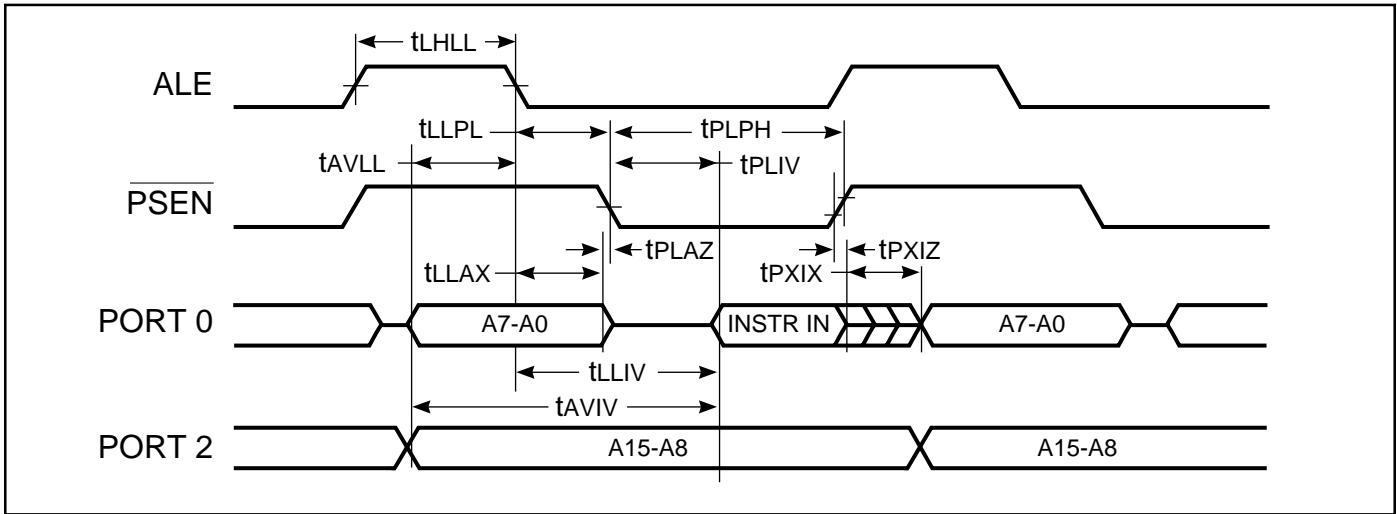 tLHLL
ALE
tLLPL
tPLPH
tAVLL
tPLIV
PSEN
tPLAZ
tPXIZ
tLLAX
tPXIX
PORT 0
A7-A0
INSTR IN
A7-A0
tLLIV
tAVIV
PORT 2
A15-A8
A15-A8